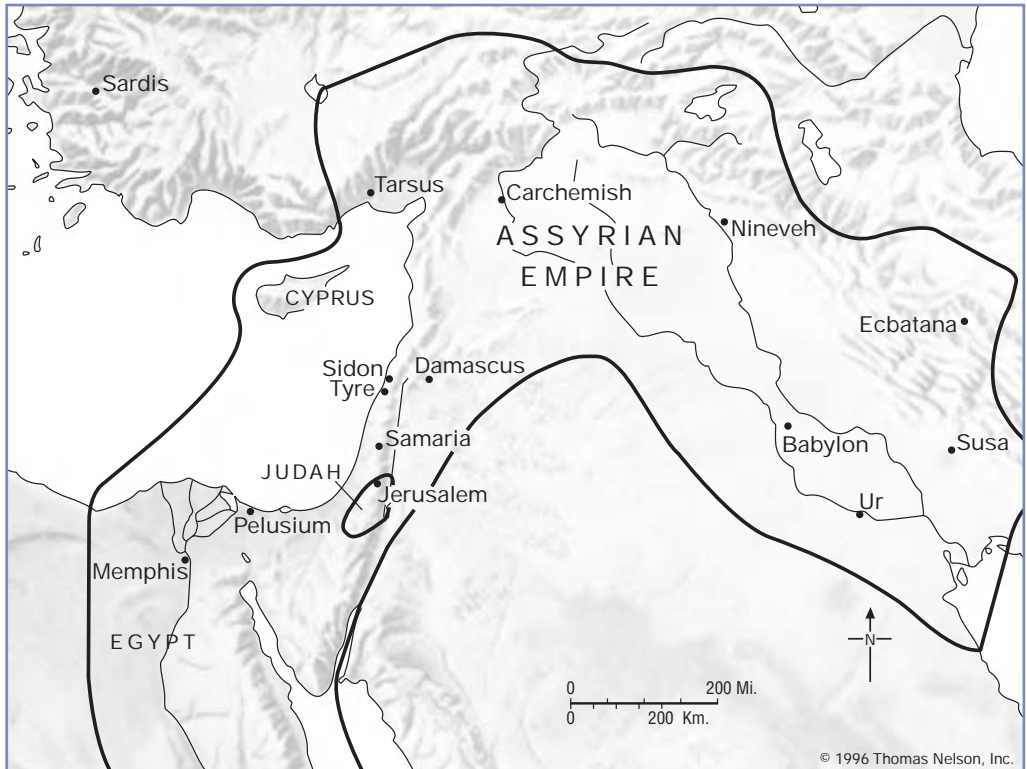 Sardis
Tarsus
Carchemish
ASSYRIAN
EMPIRE
Nineveh
CYPRUS
Ecbatana
Sidon
Damascus
Tyre
Samaria
Babylon
Susa
JUDAH
Jerusalem
Ur
Pelusium
Memphis
EGYPT
N
0 200 Mi.
0 200 Km.
© 1996 Thomas Nelson, Inc.